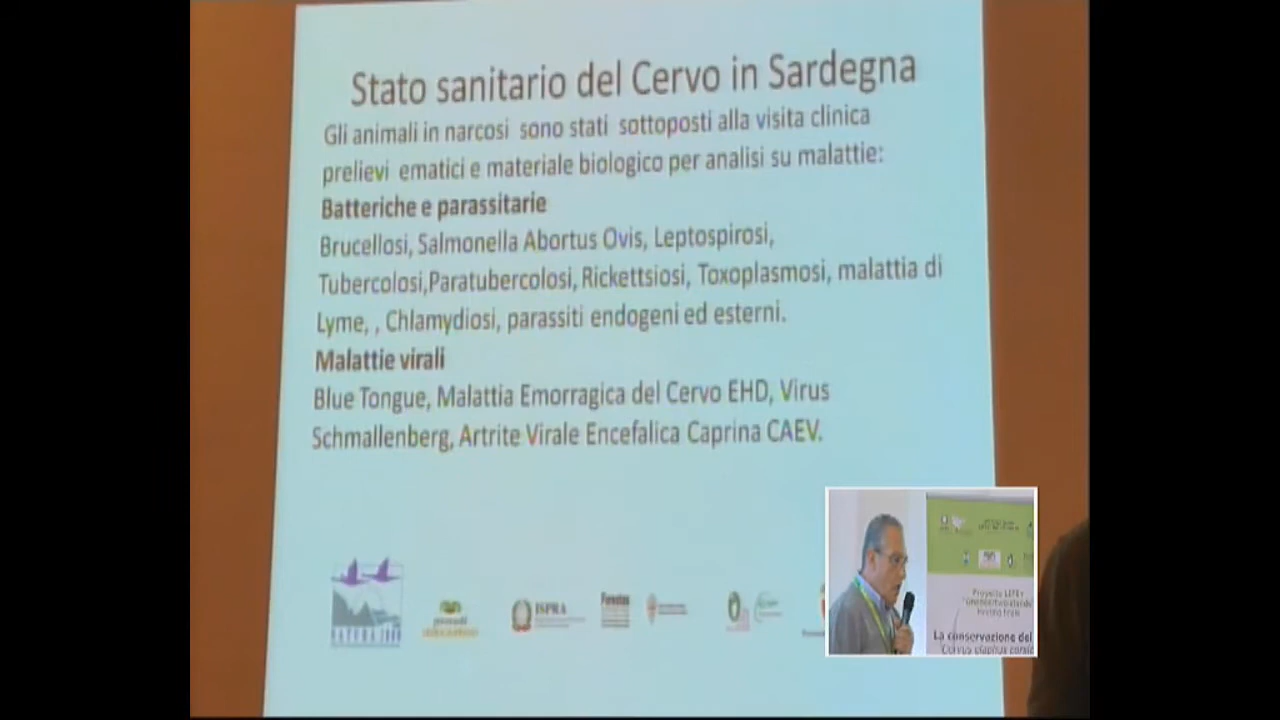 Stato sanitario del Cervo in Sardegna
Gli animali in narcosi sono stati sottoposti alla visita clinica
prelievi ematici e materiale biologico per analisi su malattie:
Batteriche e parassitarie
Brucellosi, Salmonella Abortus Ovis, Leptospirosi,
Tubercolosi,Paratubercolosi, Rickettsiosi, Toxoplasmosi, malattia di
Lyme, , Chlamydiosi, parassiti endogeni ed esterni.
Malattie virali
Blue Tongue, Malattia Emorragica del Cervo EHD, Virus
Schmallenberg, Artrite Virale Encefalica Caprina CAEV.
NATURA 2000
ISPRA
La conservazione del